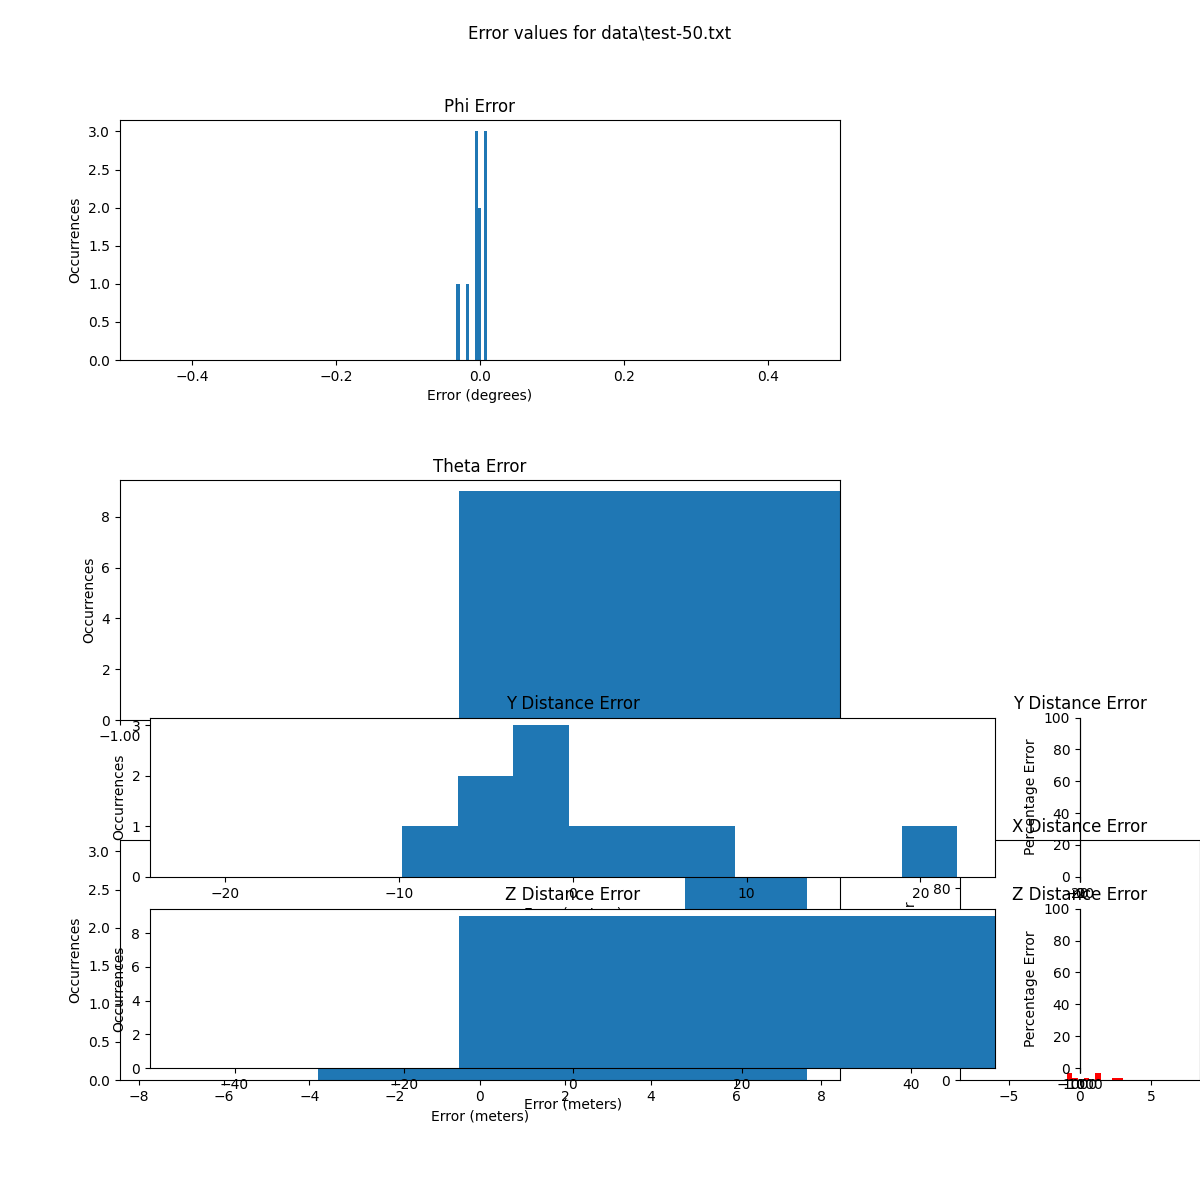 Error values for data\test-50.txt
Phi Error
3.0
2.5
2.0
1.5
1.0
0.5
0.0
Occurrences
−0.4 −0.2 0.0 0.2 0.4
Error (degrees)
Theta Error
8
6
4
2
0
Occurrences
−1.00
Y Distance Error
3
2
1
0
Occurrences
−20 −10 0 10 20
Y Distance Error
100
80
60
40
20
0
Percentage Error
X Distance Error
3.0
2.5
2.0
1.5
1.0
0.5
0.0
Occurrences
−8 −6 −4 −2 0 2 4 6 8
Error (meters)
80
0
−5 0 5
Z Distance Error
8
6
4
2
0
Occurrences
−40 −20 0 20 40
Error (meters)
Z Distance Error
100
80
60
40
20
0
Percentage Error